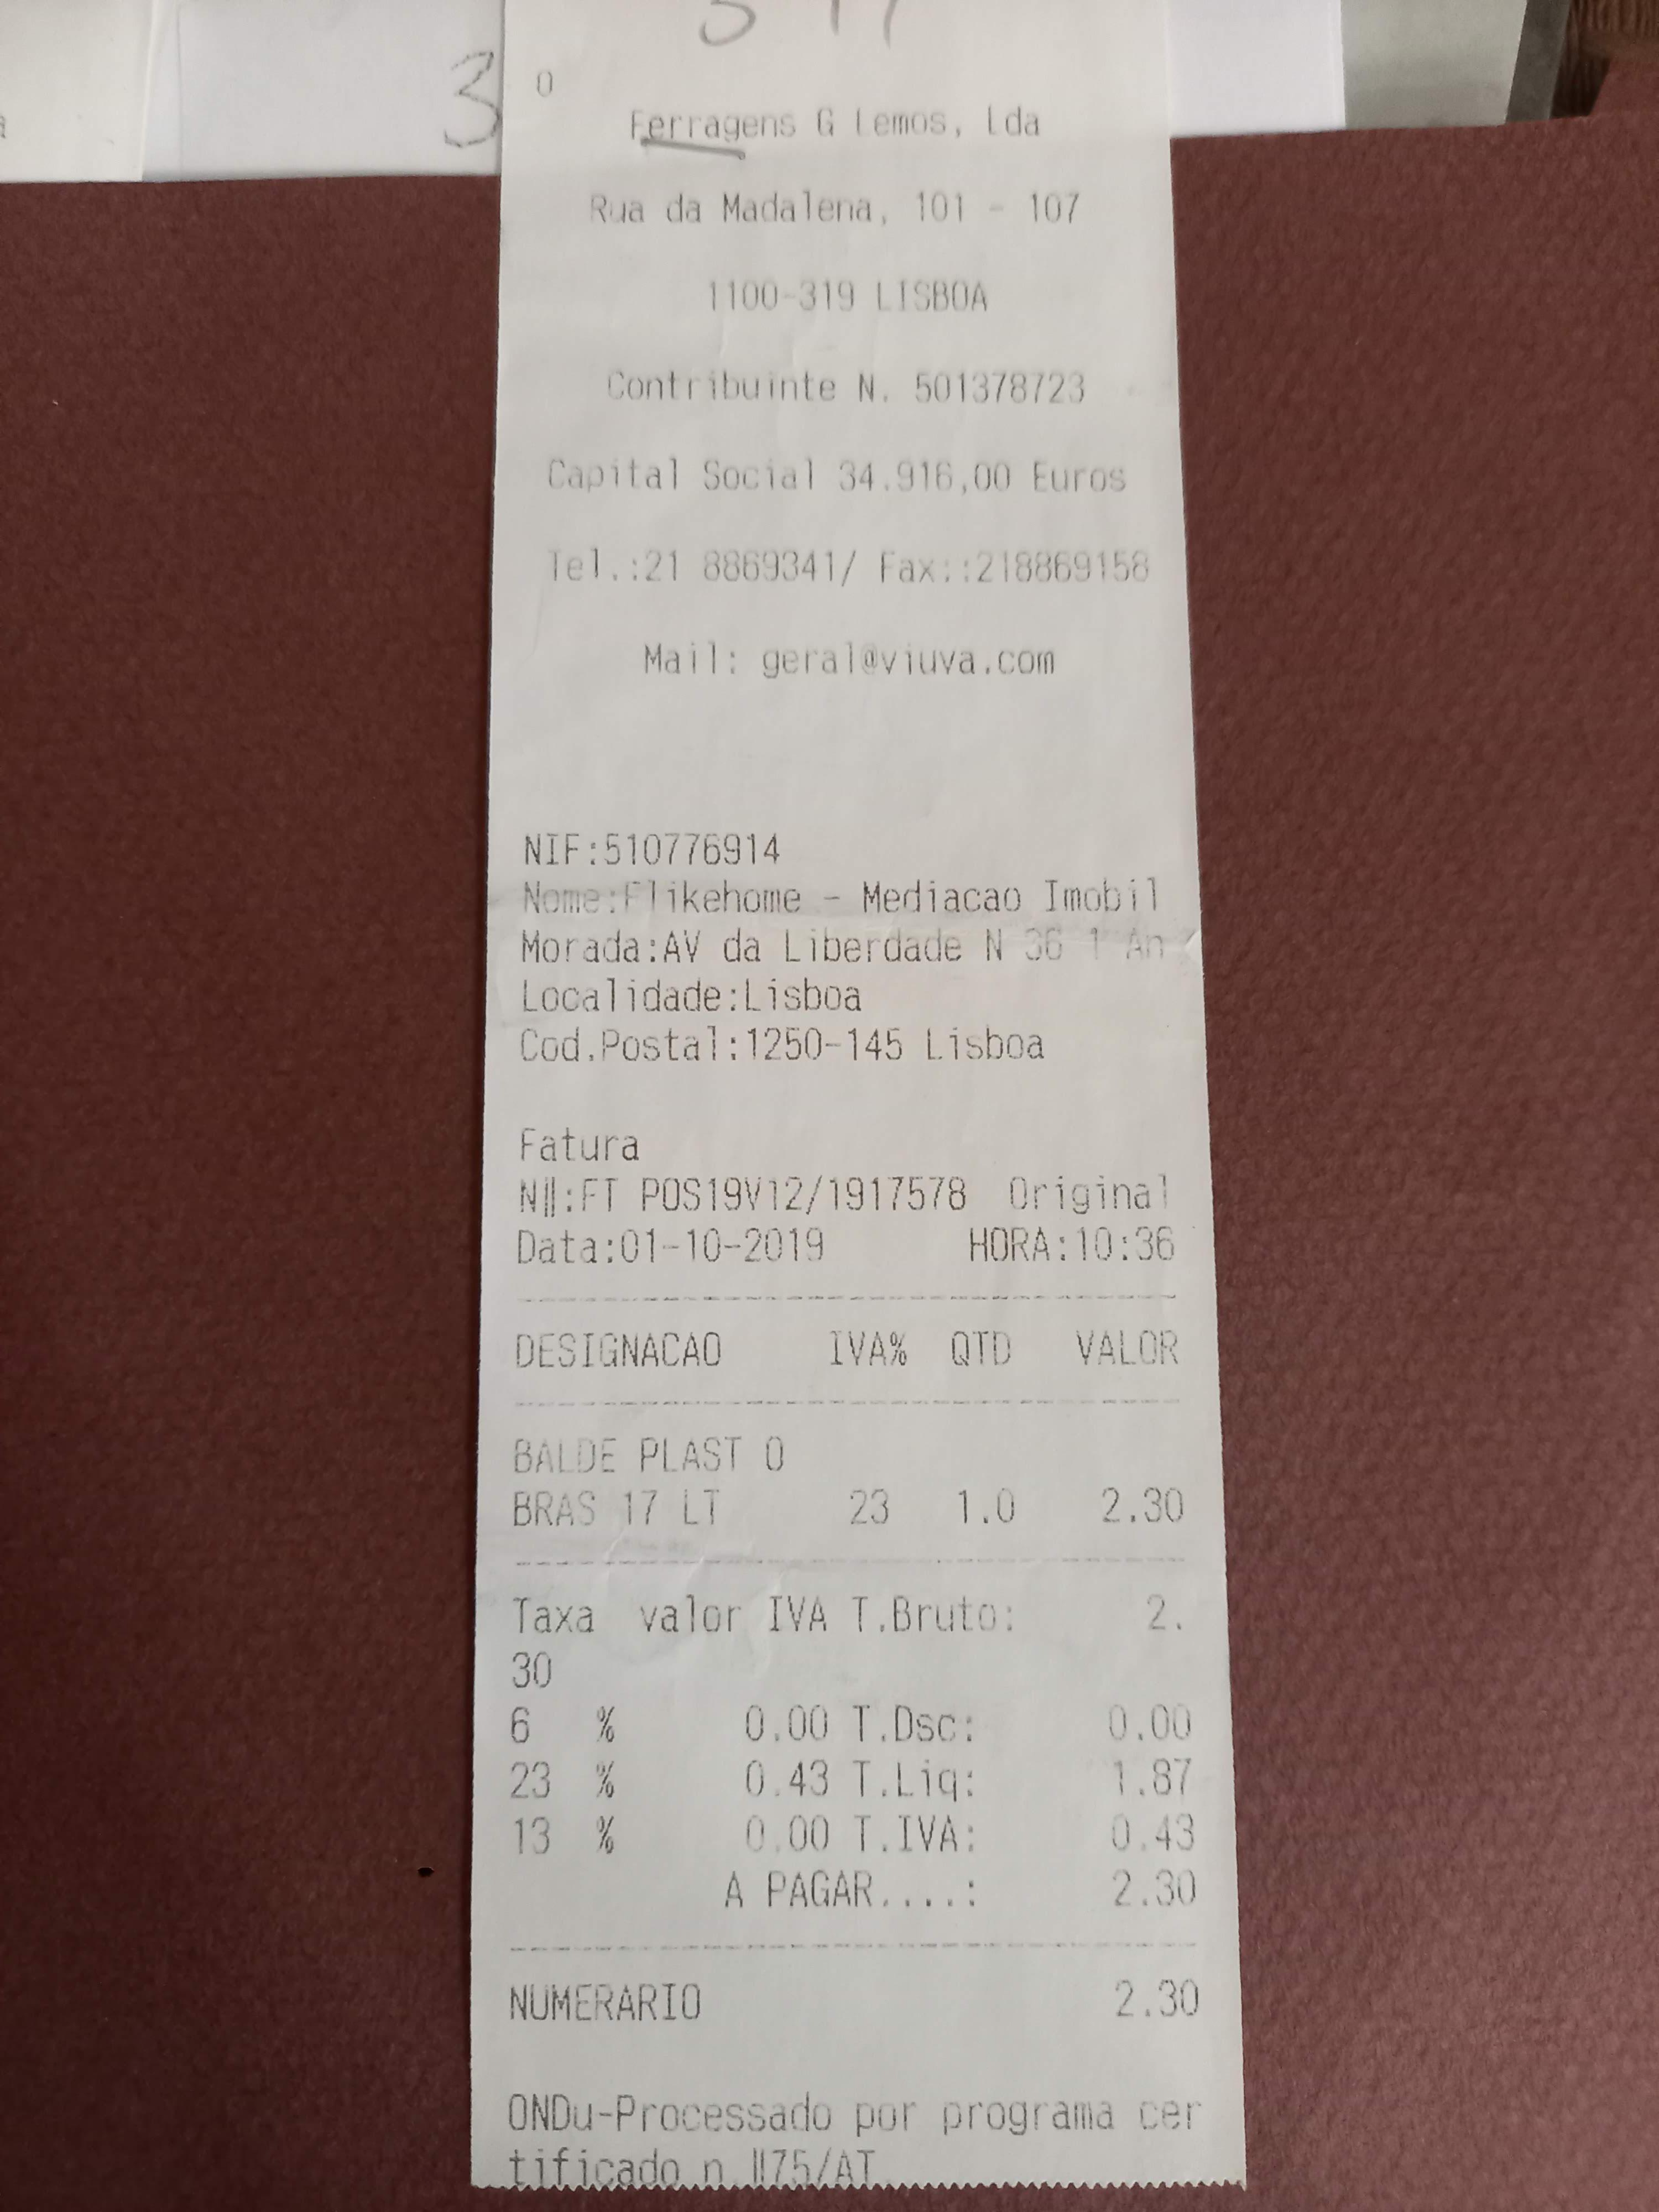 3
0
Ferragens G Lemos, Lda
Rua da Madalena, 101 - 107
1100-319 LISBOA
Contribuinte N. 501378723
Capital Social 34.916,00 Euros
Tel.:21 8869341/ Fax::218869158
Mail: geral@viuva.com
NIF:510776914
Nome:Flikehome - Mediacao Imobil
Morada:AV da Liberdade N 36 1 An
Localidade:Lisboa
Cod.Postal:1250-145 Lisboa
Fatura
Nº:FT POS19V12/1917578 Original
Data:01-10-2019 HORA:10:36
DESIGNACAO IVA% QTD VALOR
BALDE PLAST O
BRAS 17 LT 23 1.0 2.30
Taxa valor IVA T.Bruto: 2.
30
6 % 0.00 T.Dsc: 0.00
23 % 0.43 T.Liq: 1.87
13 % 0.00 T.IVA: 0.43
A PAGAR....: 2.30
NUMERARIO 2.30
ONDu-Processado por programa cer
tificado n.║75/AT